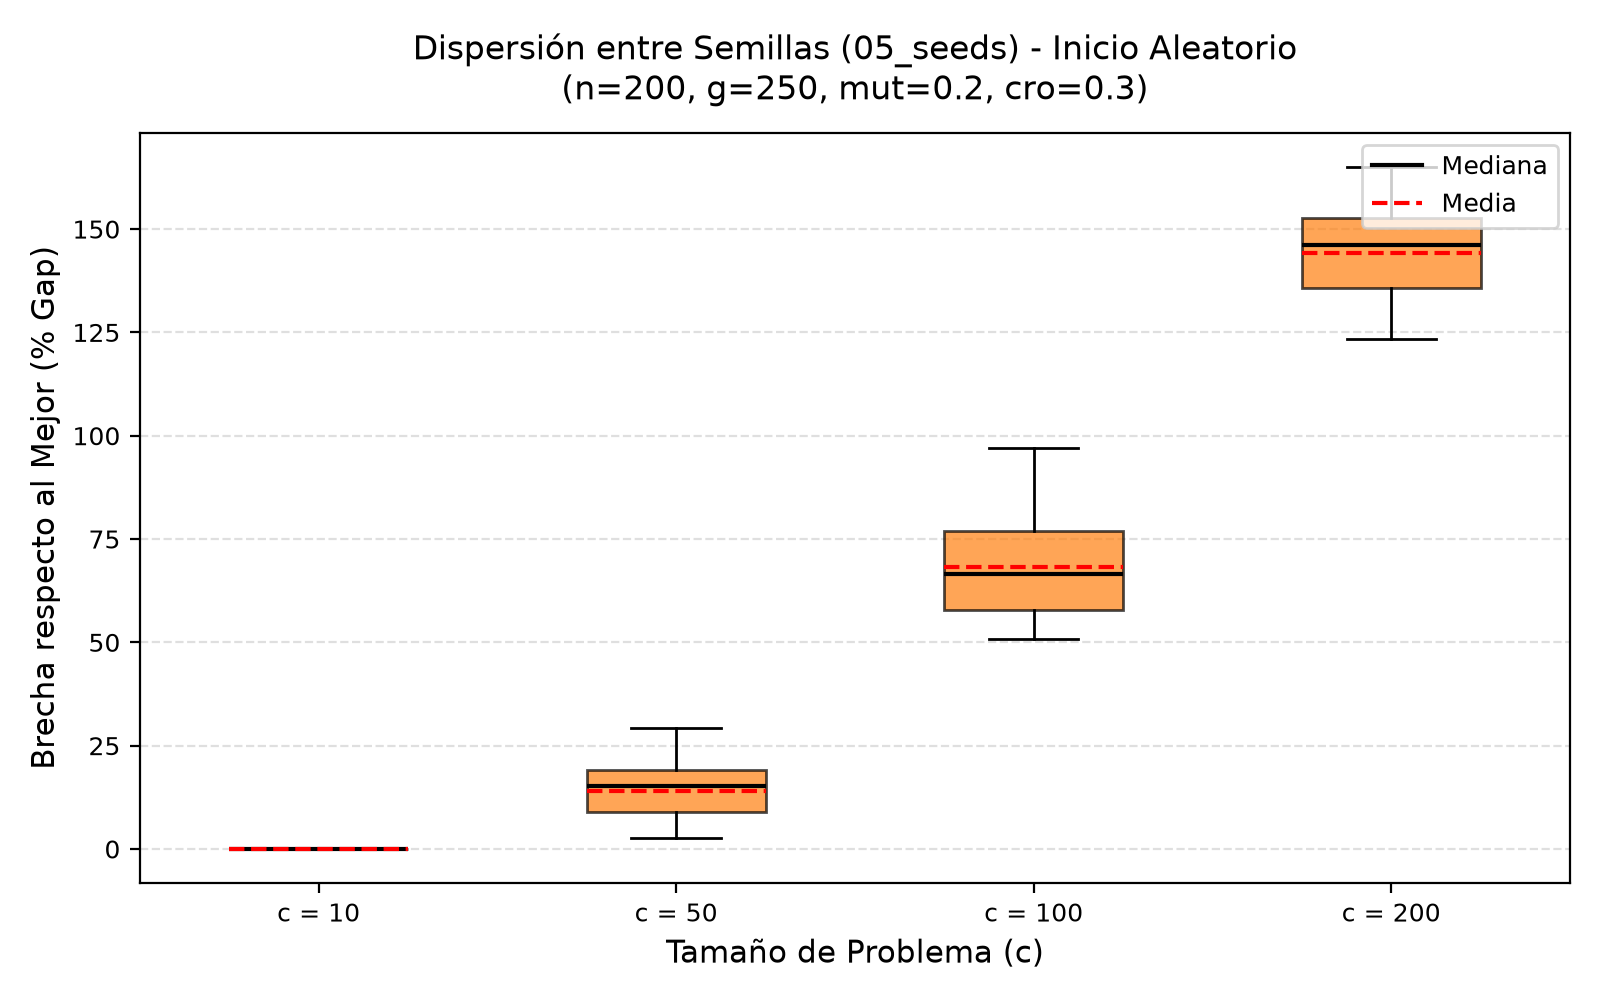 Dispersión entre Semillas (05_seeds) - Inicio Aleatorio
(n=200, g=250, mut=0.2, cro=0.3)
Mediana
Media
Brecha respecto al Mejor (% Gap)
150
125
100
75
50
25
0
c = 10
c = 50
c = 100
c = 200
Tamaño de Problema (c)